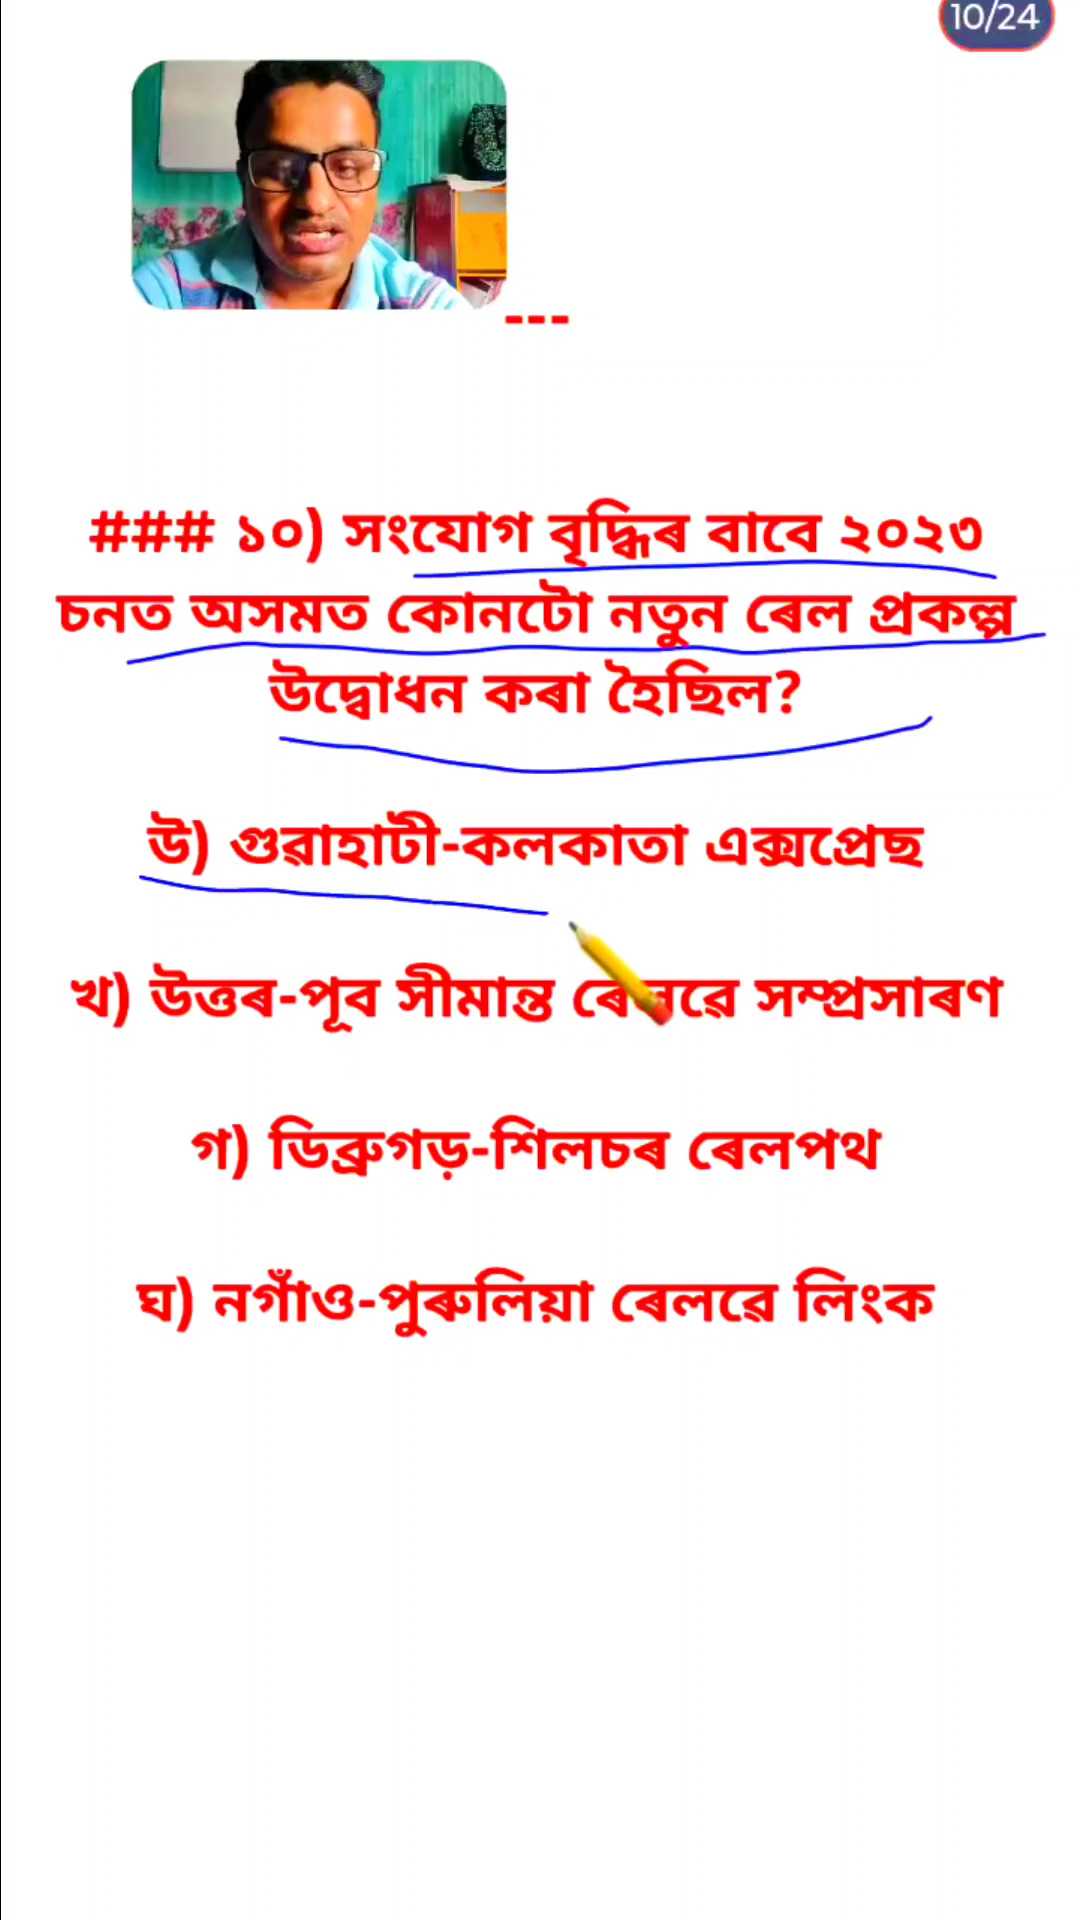 10/24
---
### ১০) সংযোগ বৃদ্ধিৰ বাবে ২০২৩
চনত অসমত কোনটো নতুন ৰেল প্ৰকল্প
উদ্বোধন কৰা হৈছিল?
উ) গুৱাহাটী-কলকাতা এক্সপ্ৰেছ
খ) উত্তৰ-পূব সীমান্ত ৰেলৱে সম্প্ৰসাৰণ
গ) ডিব্ৰুগড়-শিলচৰ ৰেলপথ
ঘ) নগাঁও-পুৰুলিয়া ৰেলৱে লিংক